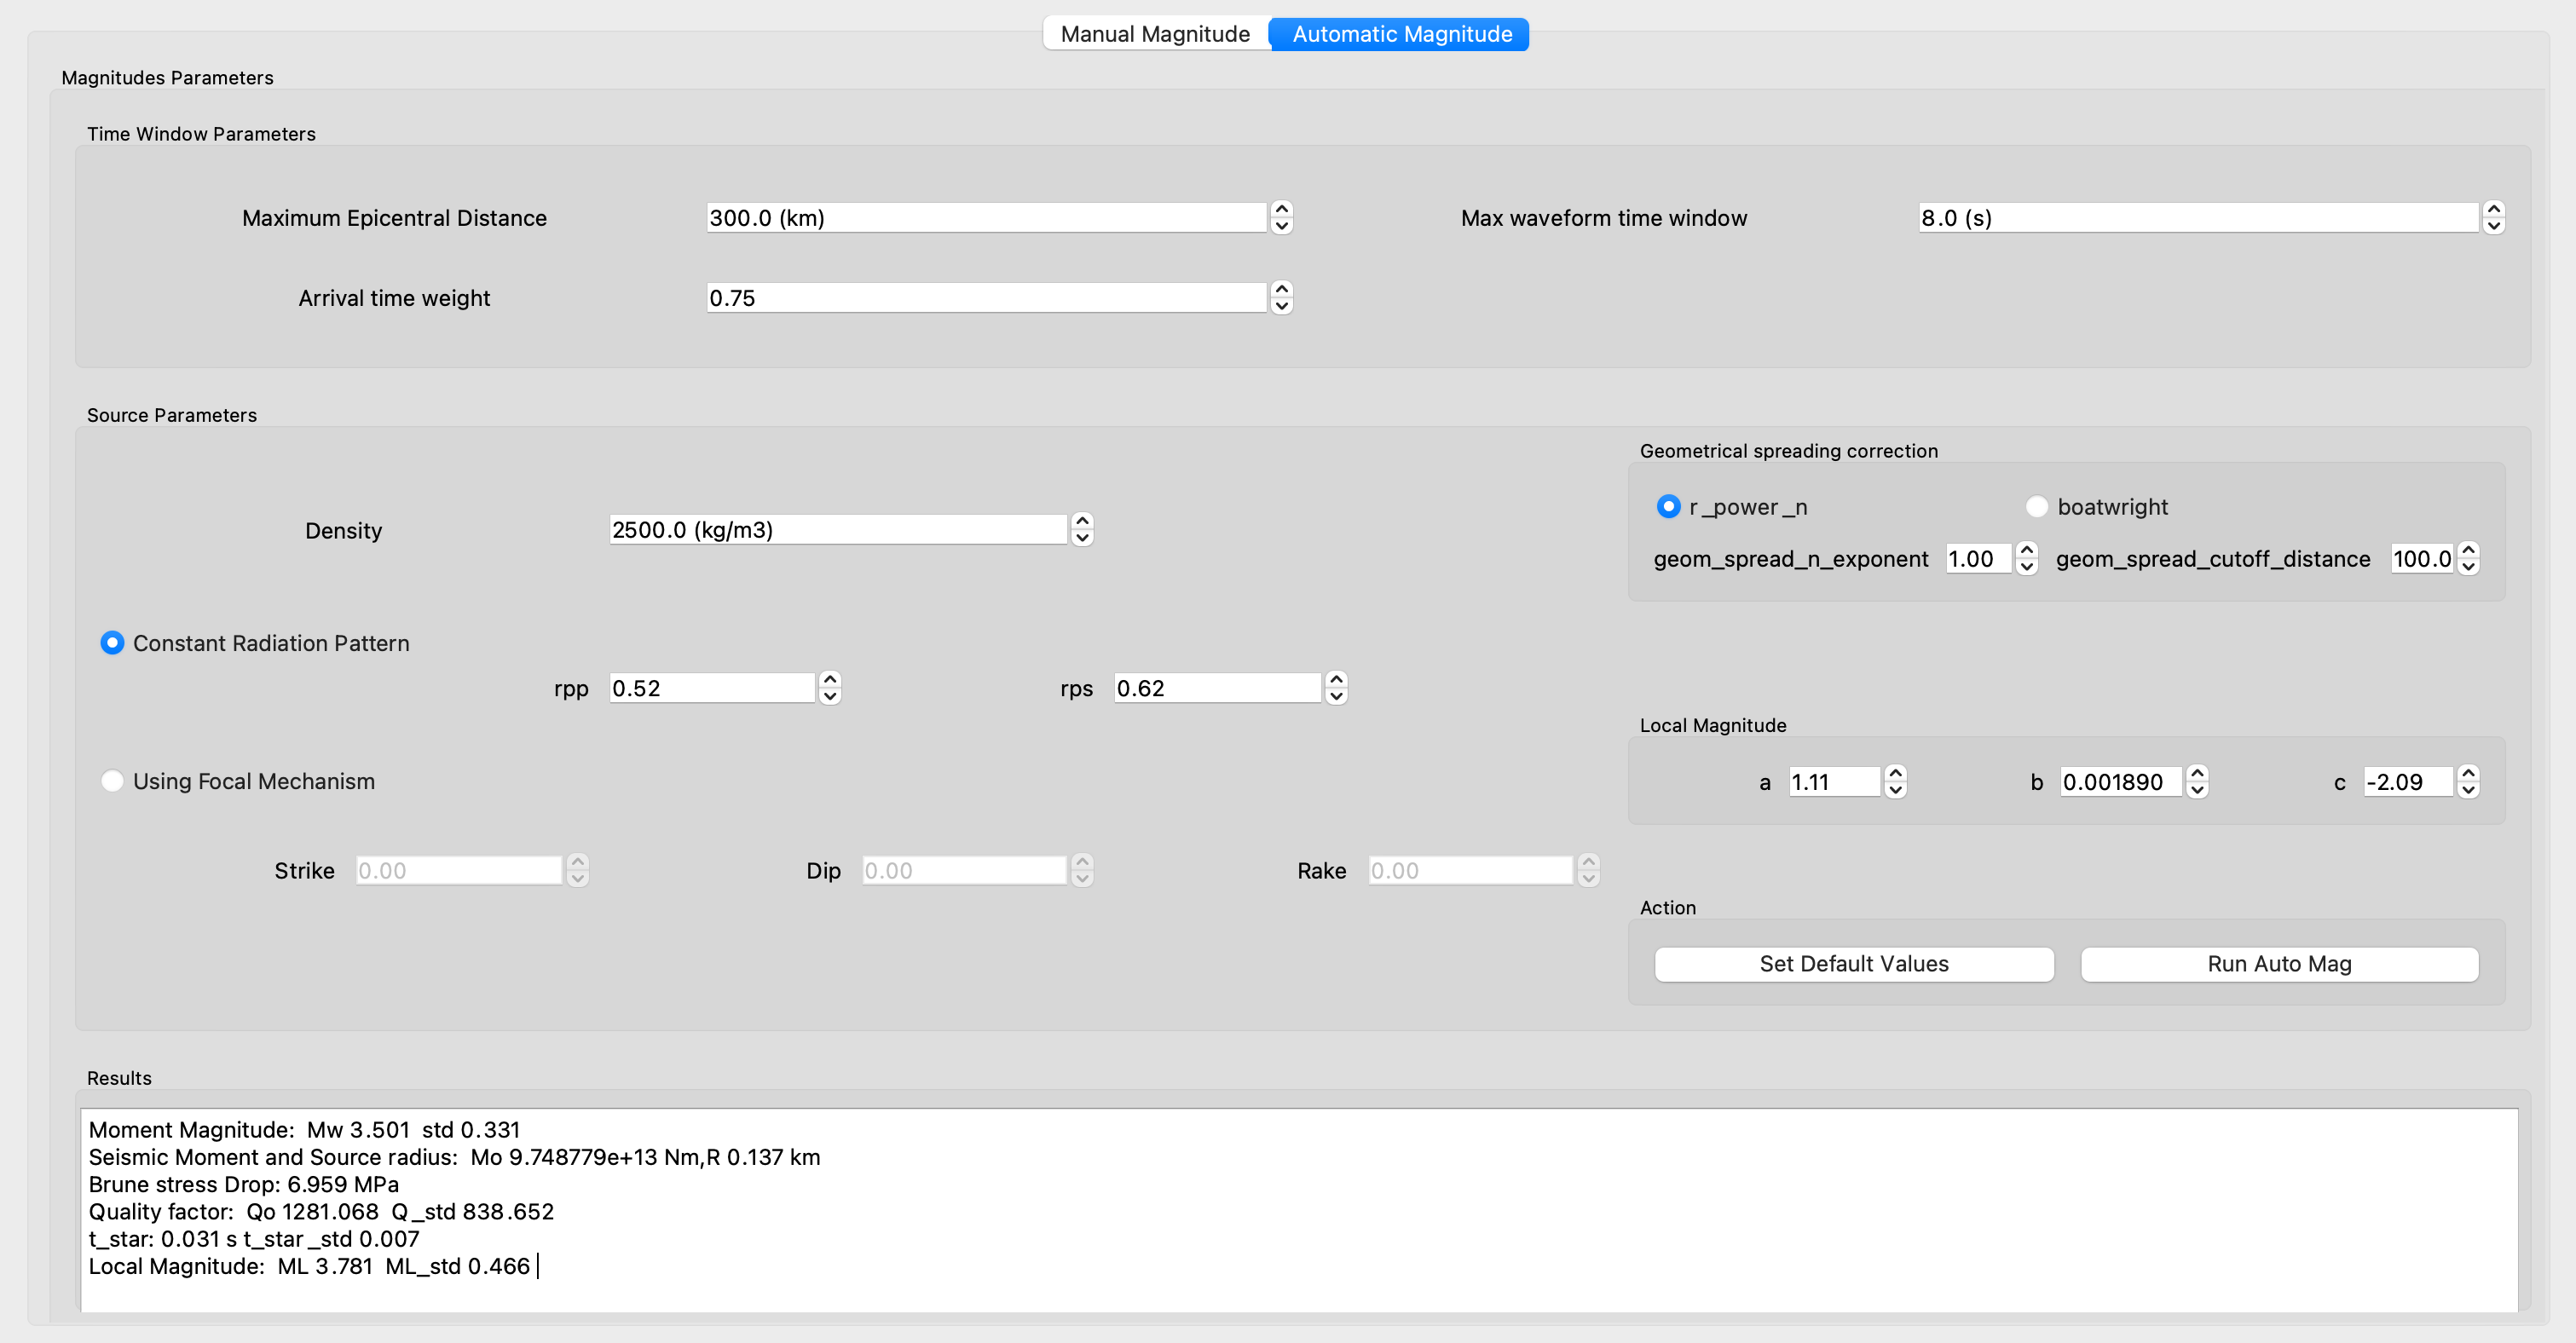 Manual Magnitude Automatic Magnitude
Magnitudes Parameters
Time Window Parameters
Maximum Epicentral Distance 300.0 (km) Max waveform time window 8.0 (s)
Arrival time weight 0.75
Source Parameters
Geometrical spreading correction
r_power_n boatwright
Density 2500.0 (kg/m3)
geom_spread_n_exponent 1.00 geom_spread_cutoff_distance 100.0
Constant Radiation Pattern
rpp 0.52 rps 0.62
Local Magnitude
a 1.11 b 0.001890 c -2.09
Using Focal Mechanism
Strike 0.00 Dip 0.00 Rake 0.00
Action
Set Default Values Run Auto Mag
Results
Moment Magnitude:  Mw 3.501  std 0.331
Seismic Moment and Source radius:  Mo 9.748779e+13 Nm,R 0.137 km
Brune stress Drop: 6.959 MPa
Quality factor:  Qo 1281.068  Q_std 838.652
t_star: 0.031 s t_star_std 0.007
Local Magnitude:  ML 3.781  ML_std 0.466